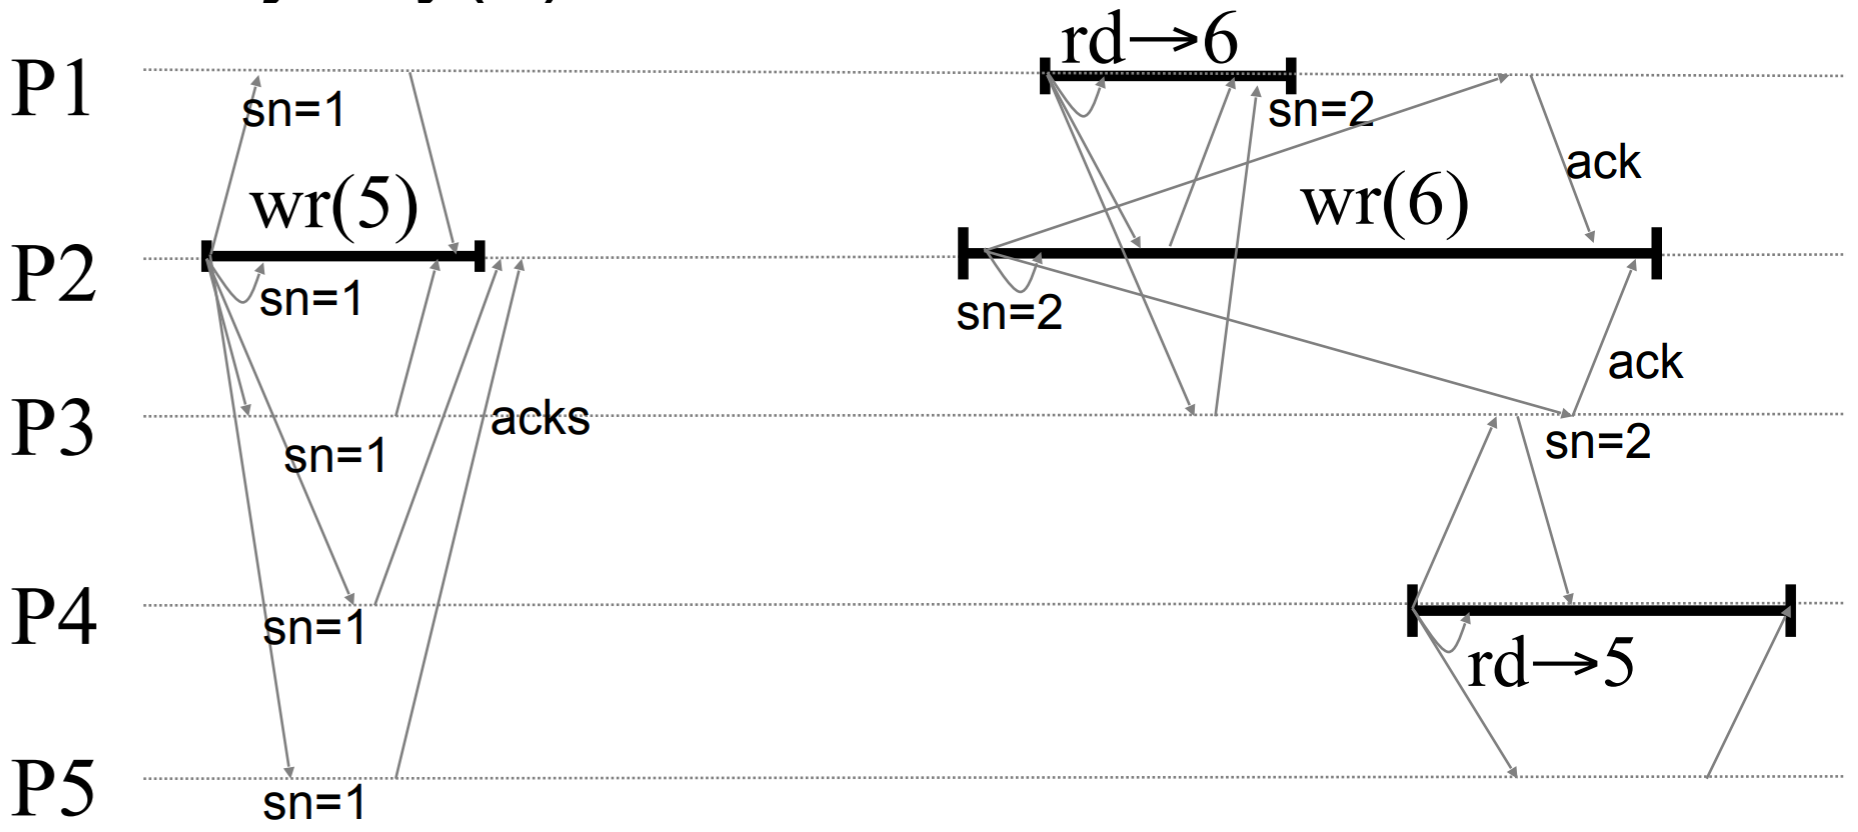 rd→6
P1
sn=1
sn=2
ack
wr(5)
wr(6)
P2
sn=1
sn=2
ack
P3
acks
sn=1
sn=2
P4
sn=1
rd→5
P5
sn=1